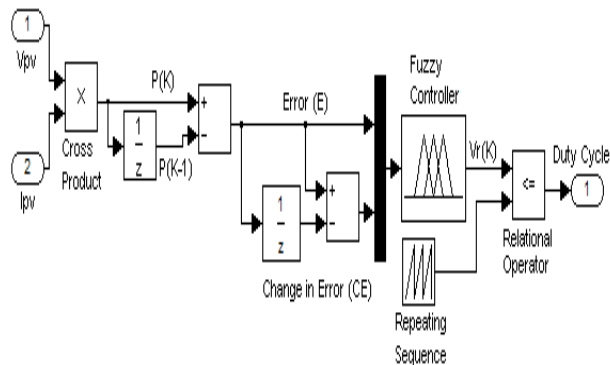 1
Vpv
2
Ipv
×
Cross
Product
P(K)
1
z
P(K-1)
+
−
Error (E)
1
z
+
−
Change in Error (CE)
Fuzzy
Controller
Vr(K)
Repeating
Sequence
<=
Relational
Operator
Duty Cycle
1